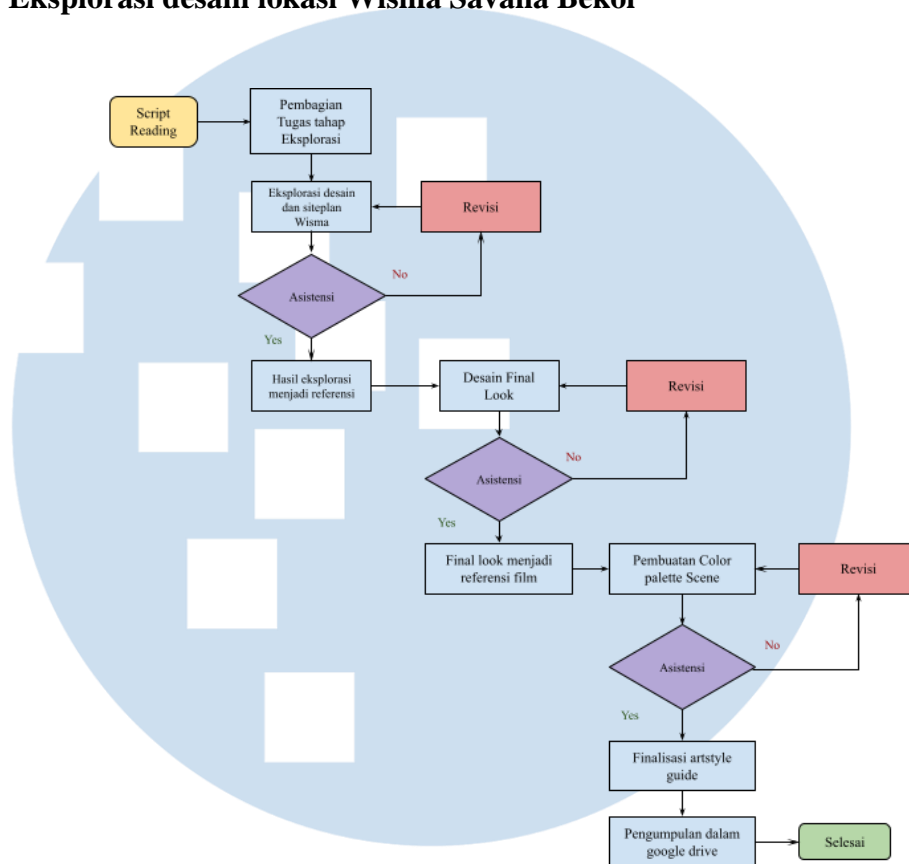 Eksplorasi desain lokasi Wisma Savana Bekol
Script
Reading
Pembagian
Tugas tahap
Eksplorasi
Eksplorasi desain
dan siteplan
Wisma
Revisi
No
Asistensi
Yes
Hasil eksplorasi
menjadi referensi
Desain Final
Look
Revisi
No
Asistensi
Yes
Final look menjadi
referensi film
Pembuatan Color
palette Scene
Revisi
No
Asistensi
Yes
Finalisasi artstyle
guide
Pengumpulan dalam
google drive
Selesai